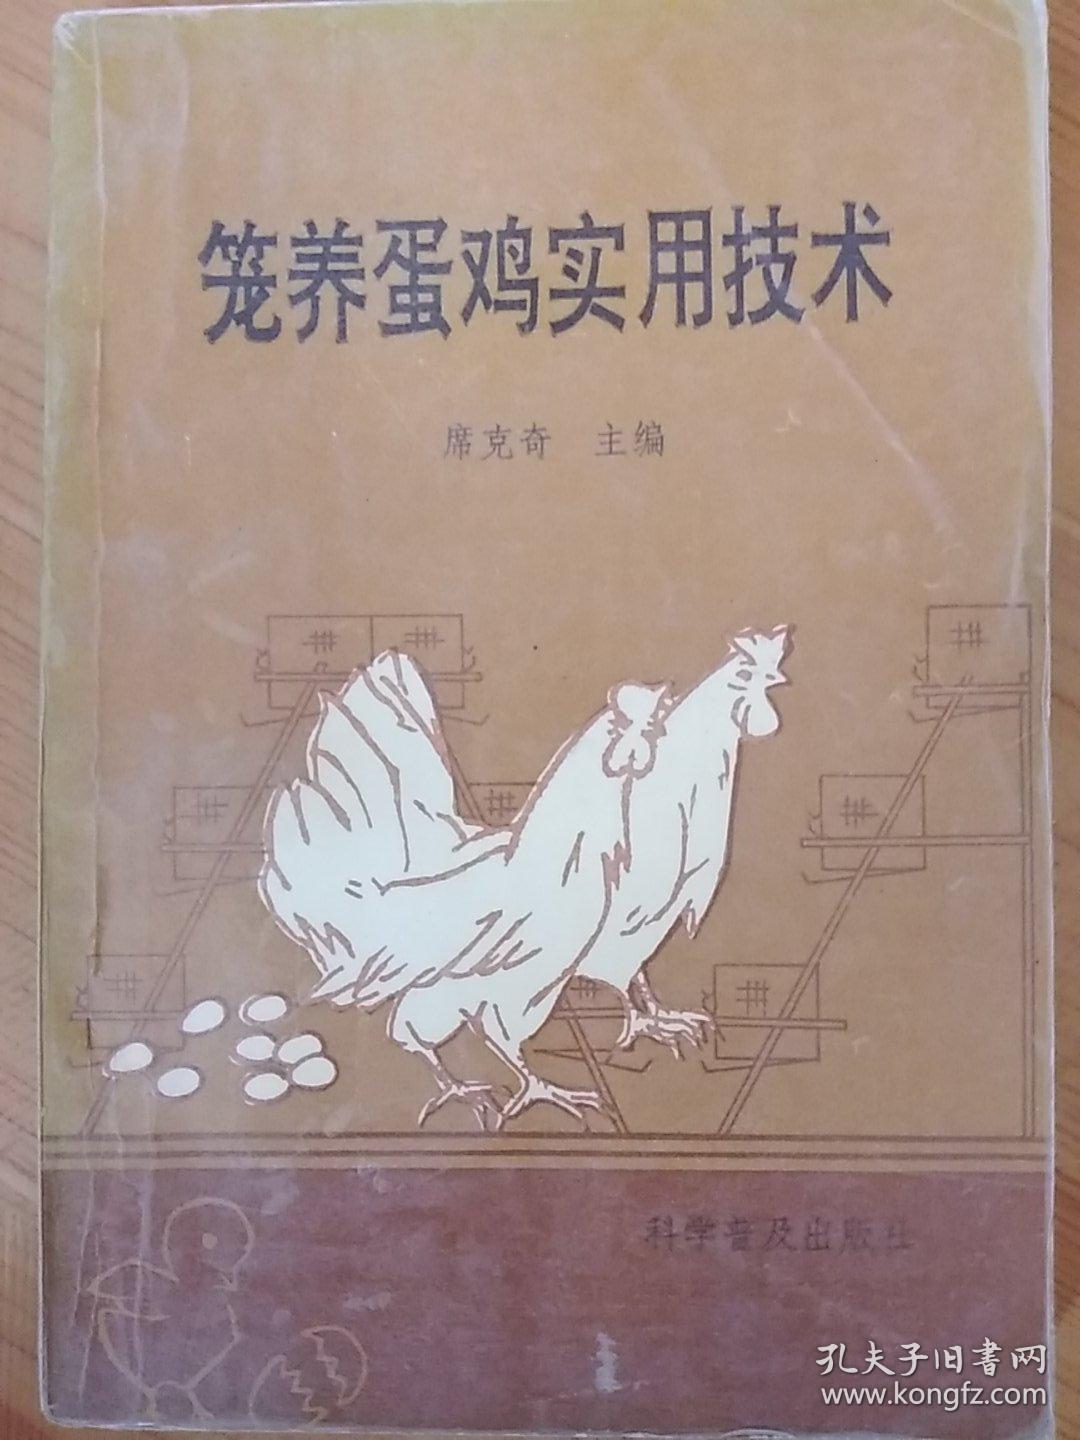 笼养蛋鸡实用技术
席克奇 主编
科学普及出版社
孔夫子旧書网
www.kongfz.com